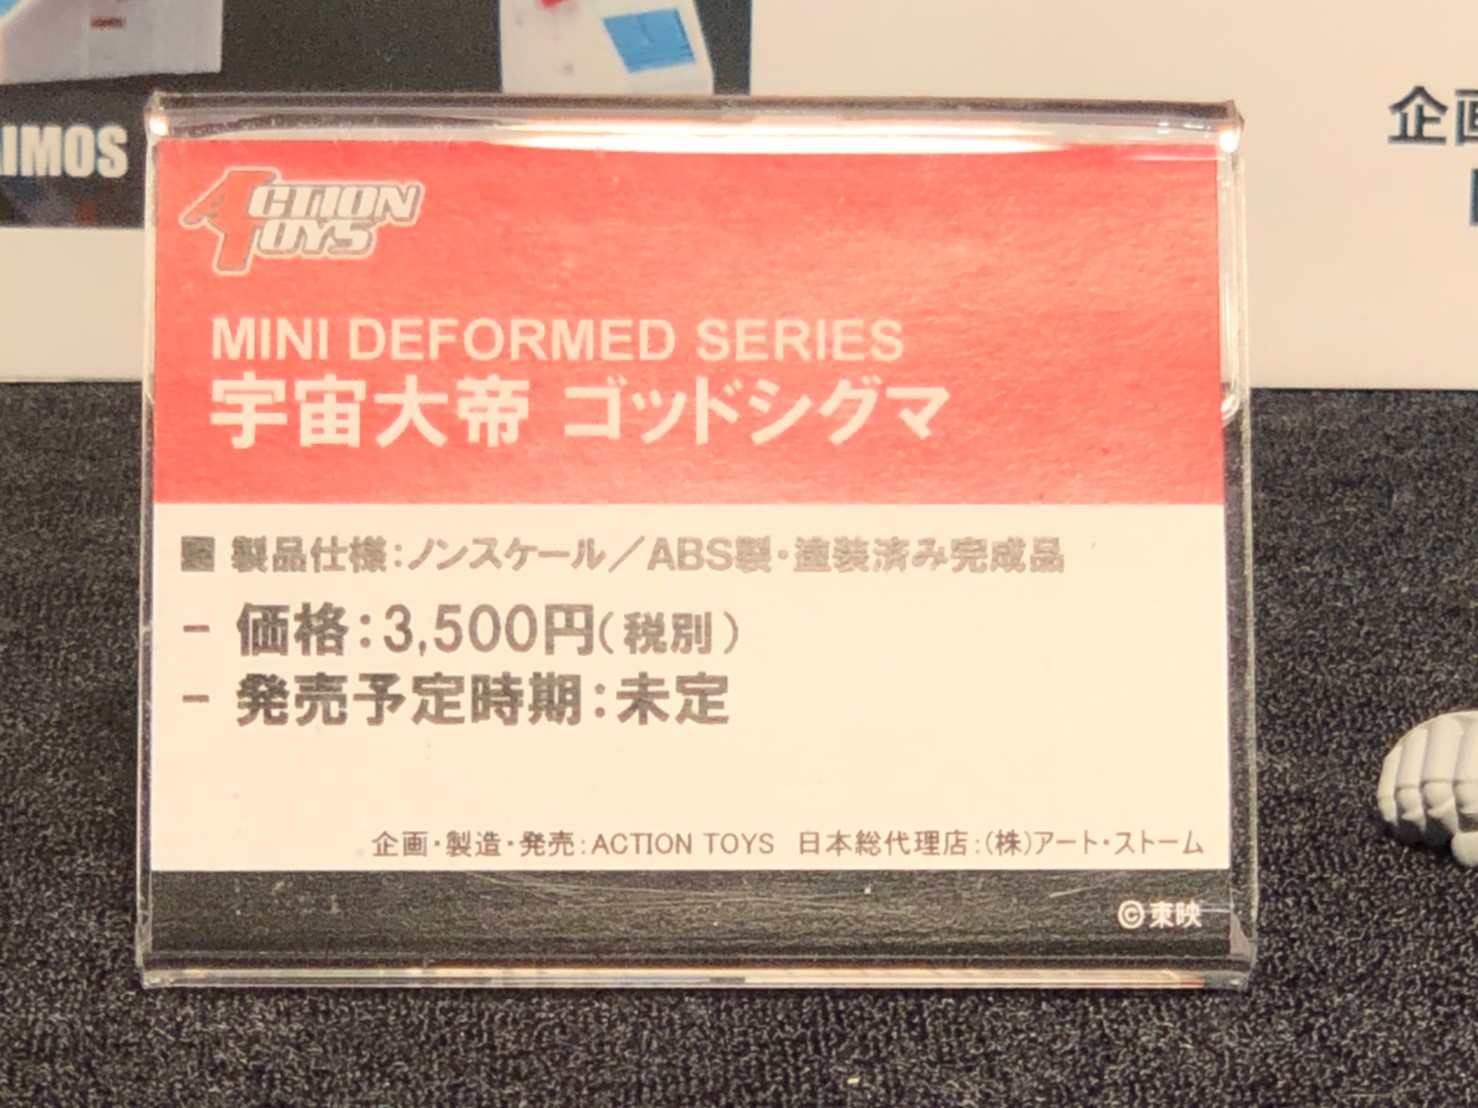 AIMOS
企画
ACTION
TOYS
MINI DEFORMED SERIES
宇宙大帝 ゴッドシグマ
■ 製品仕様：ノンスケール／ABS製・塗装済み完成品
- 価格：3,500円（税別）
- 発売予定時期：未定
企画・製造・発売：ACTION TOYS 日本総代理店：(株)アート・ストーム
©東映